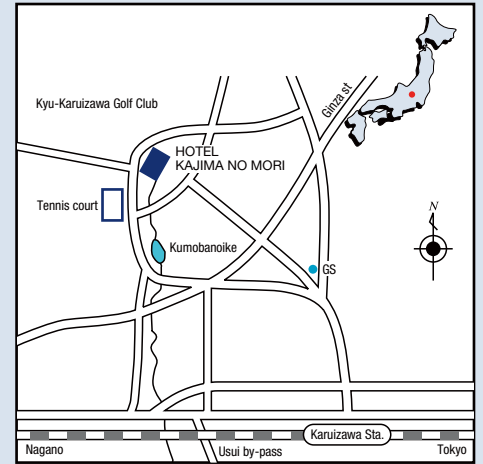 Ginza st
Kyu-Karuizawa Golf Club
HOTEL
KAJIMA NO MORI
Tennis court
N
Kumobanoike
GS
Karuizawa Sta.
Nagano
Usui by-pass
Tokyo